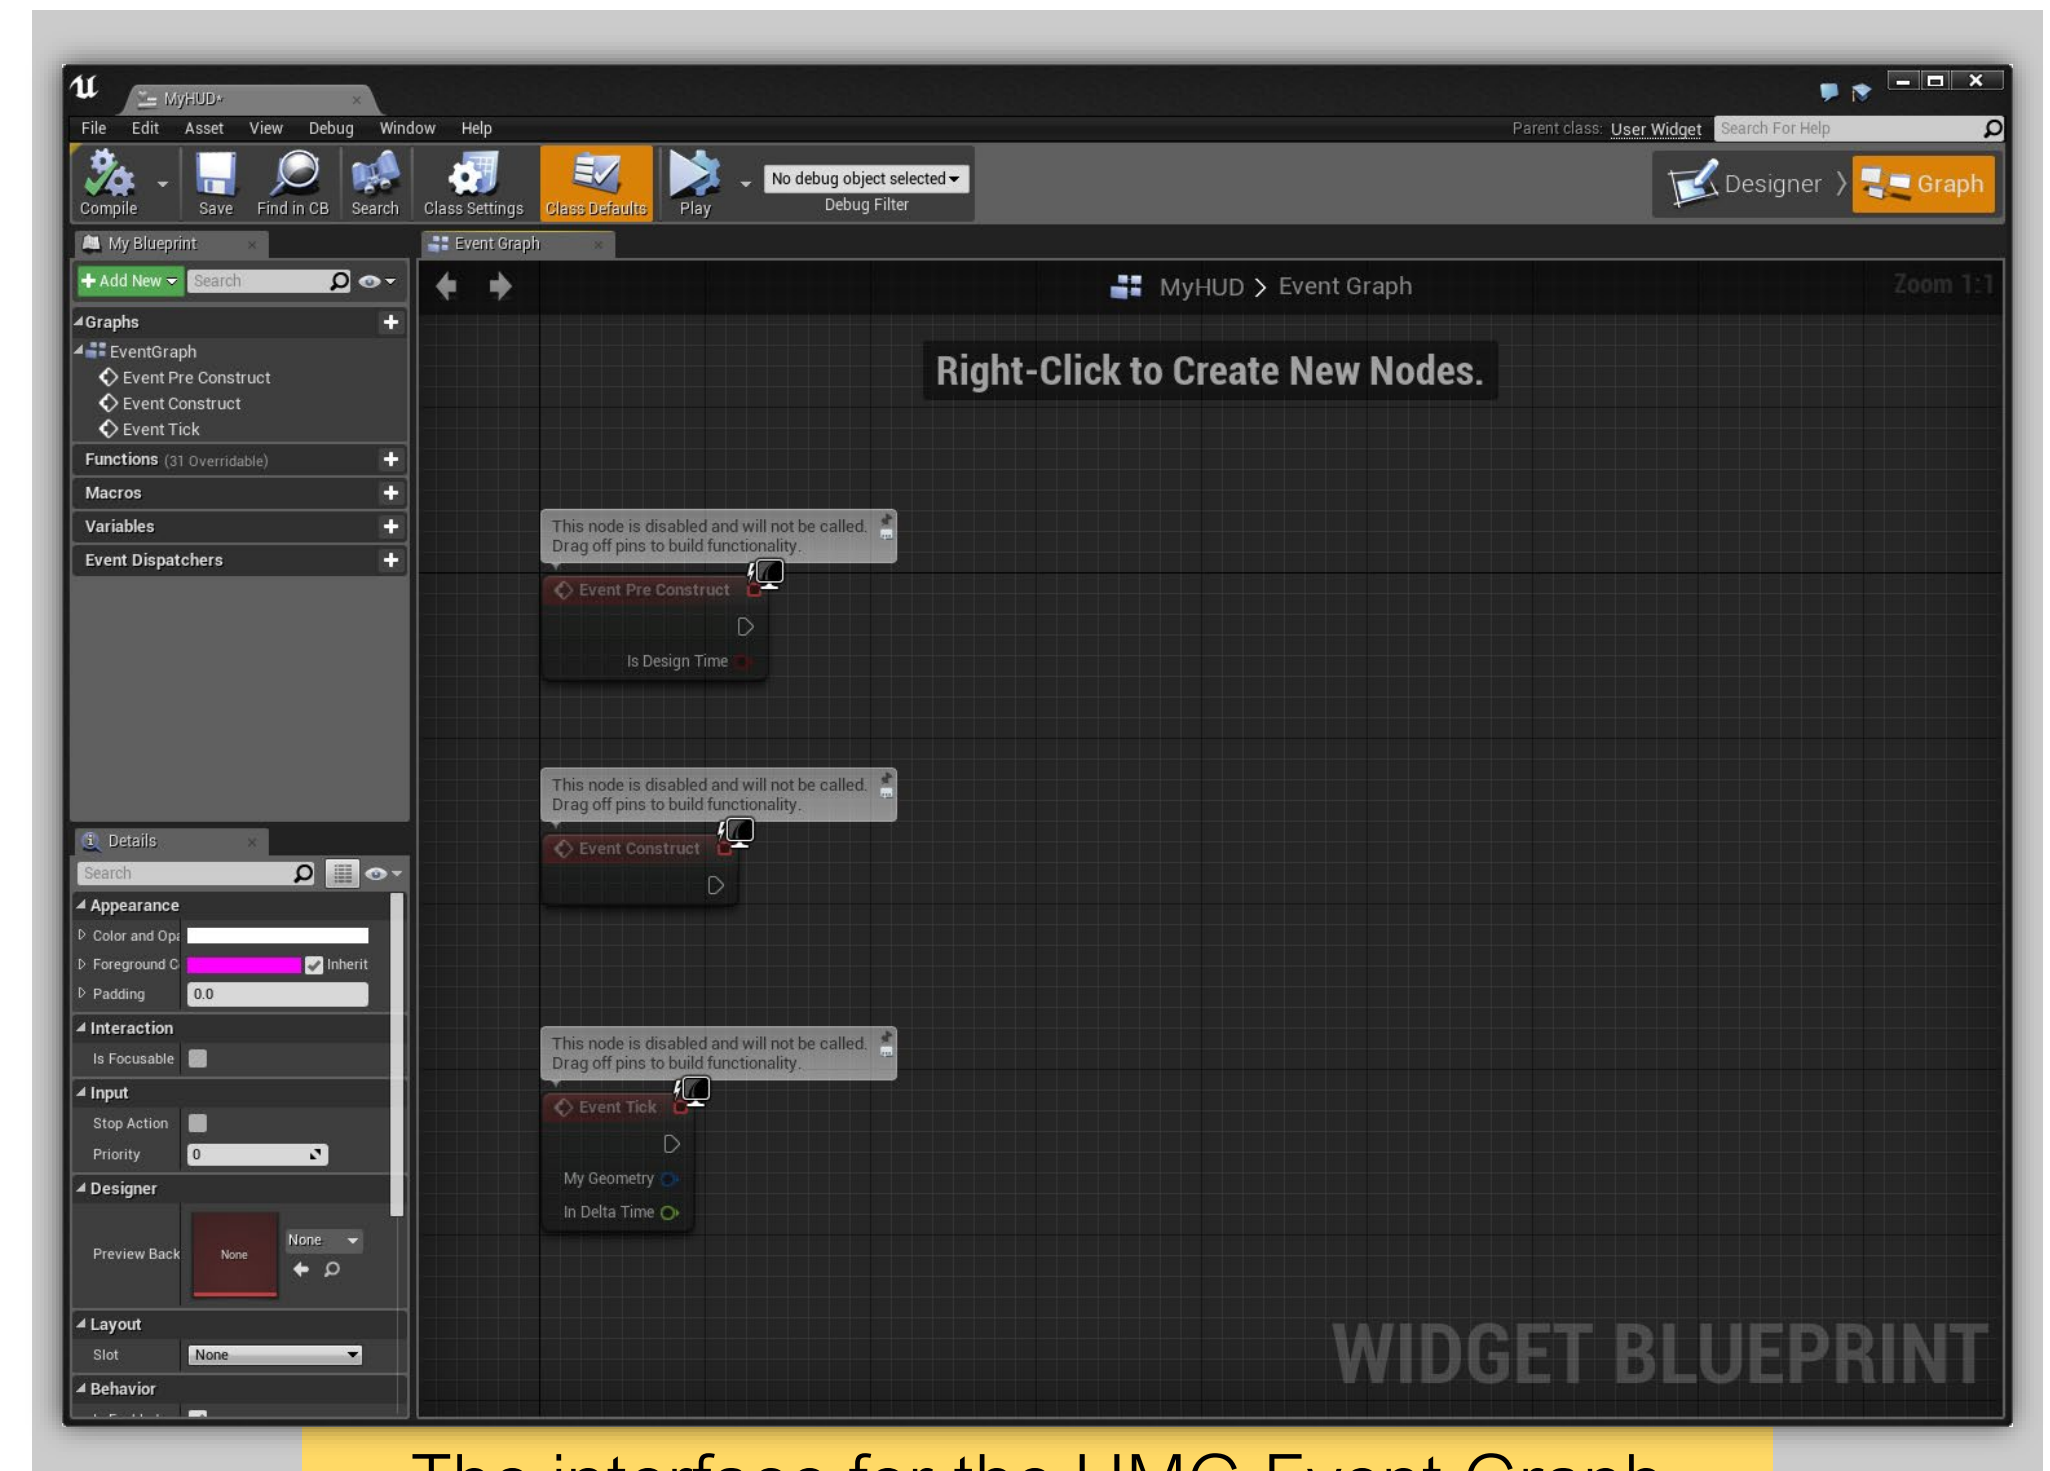 MyHUD*
File Edit Asset View Debug Window Help
Parent class: User Widget Search For Help
Compile Save Find in CB Search Class Settings Class Defaults Play
No debug object selected
Debug Filter
Designer Graph
My Blueprint
Event Graph
Add New Search
MyHUD > Event Graph
Zoom 1:1
Graphs
EventGraph
Event Pre Construct
Event Construct
Event Tick
Functions (31 Overridable)
Macros
Variables
Event Dispatchers
Right-Click to Create New Nodes.
This node is disabled and will not be called.
Drag off pins to build functionality.
Event Pre Construct
Is Design Time
This node is disabled and will not be called.
Drag off pins to build functionality.
Event Construct
This node is disabled and will not be called.
Drag off pins to build functionality.
Event Tick
My Geometry
In Delta Time
Details
Search
Appearance
Color and Opa
Foreground C Inherit
Padding 0.0
Interaction
Is Focusable
Input
Stop Action
Priority 0
Designer
Preview Back None None
Layout
Slot None
Behavior
WIDGET BLUEPRINT
The interface for the UMG Event Graph